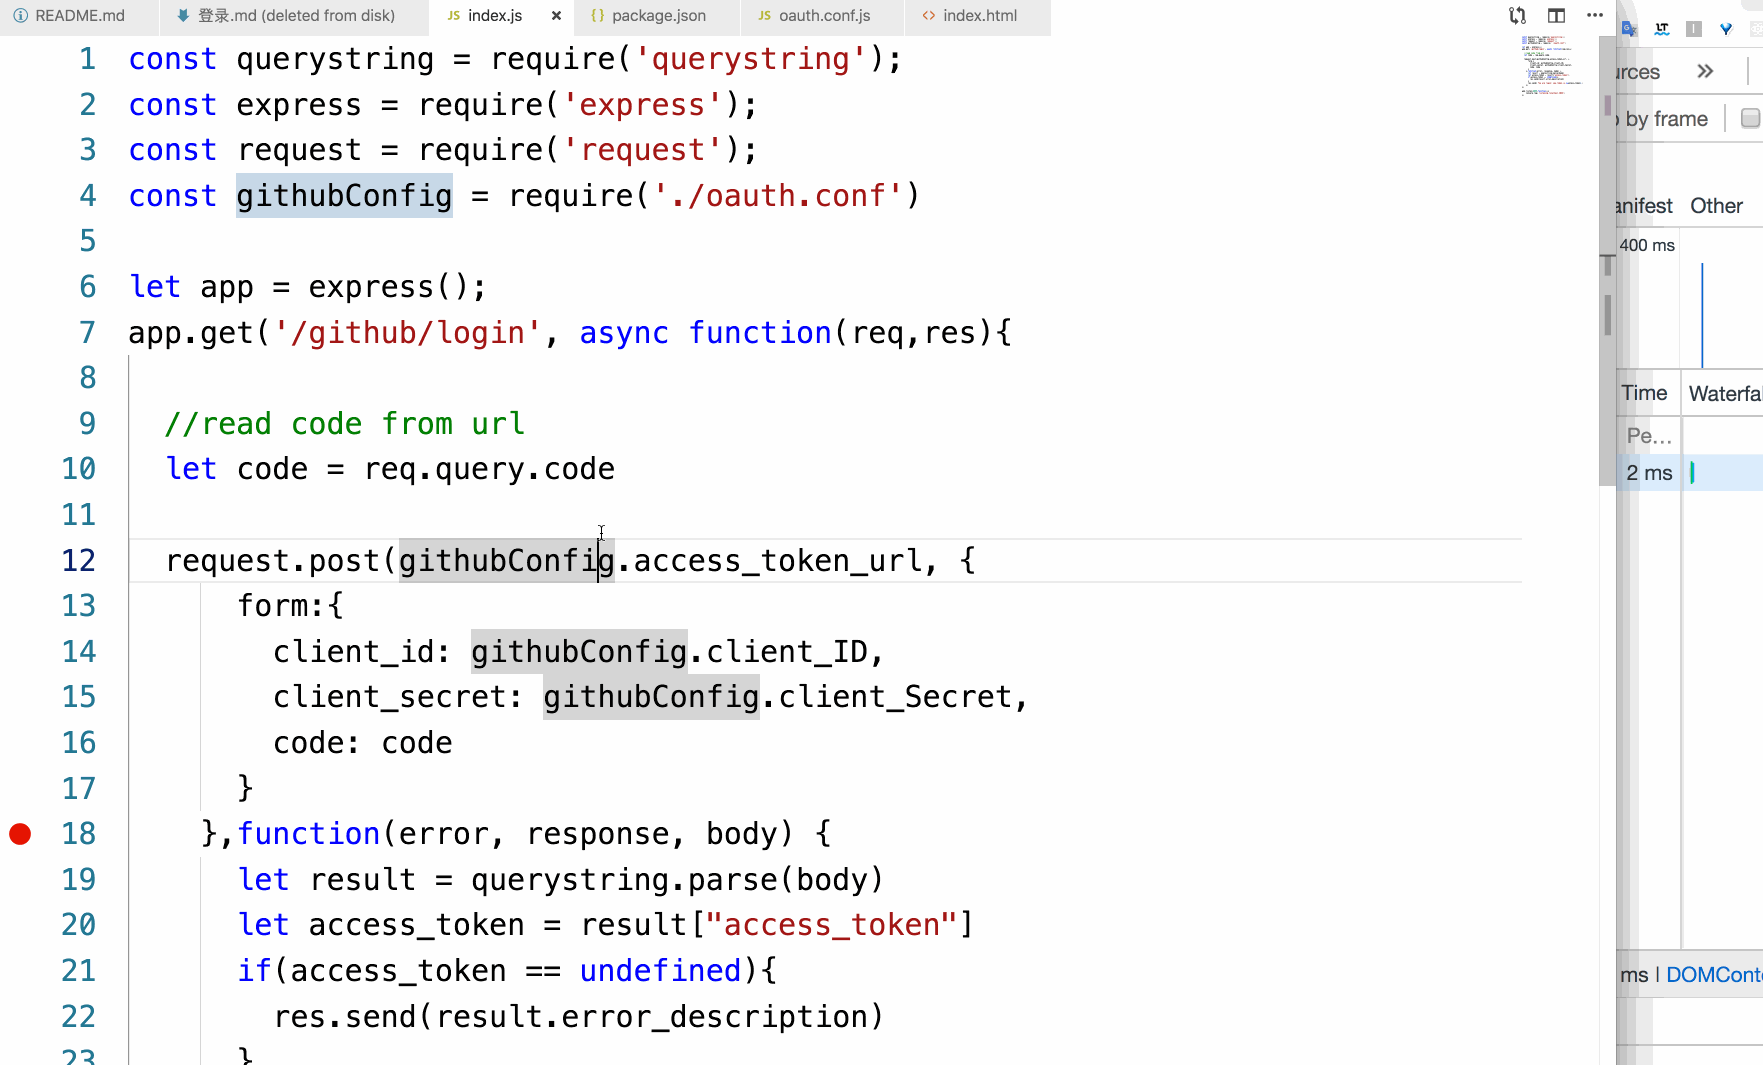 README.md 登录.md (deleted from disk) JS index.js × {} package.json JS oauth.conf.js <> index.html
1 const querystring = require('querystring');
2 const express = require('express');
3 const request = require('request');
4 const githubConfig = require('./oauth.conf')
5
6 let app = express();
7 app.get('/github/login', async function(req,res){
8
9 //read code from url
10 let code = req.query.code
11
12 request.post(githubConfig.access_token_url, {
13 form:{
14 client_id: githubConfig.client_ID,
15 client_secret: githubConfig.client_Secret,
16 code: code
17 }
18 },function(error, response, body) {
19 let result = querystring.parse(body)
20 let access_token = result["access_token"]
21 if(access_token == undefined){
22 res.send(result.error_description)
23 }
LT
urces »
by frame
anifest Other
400 ms
Time Waterfa
Pe...
2 ms
ms | DOMConte